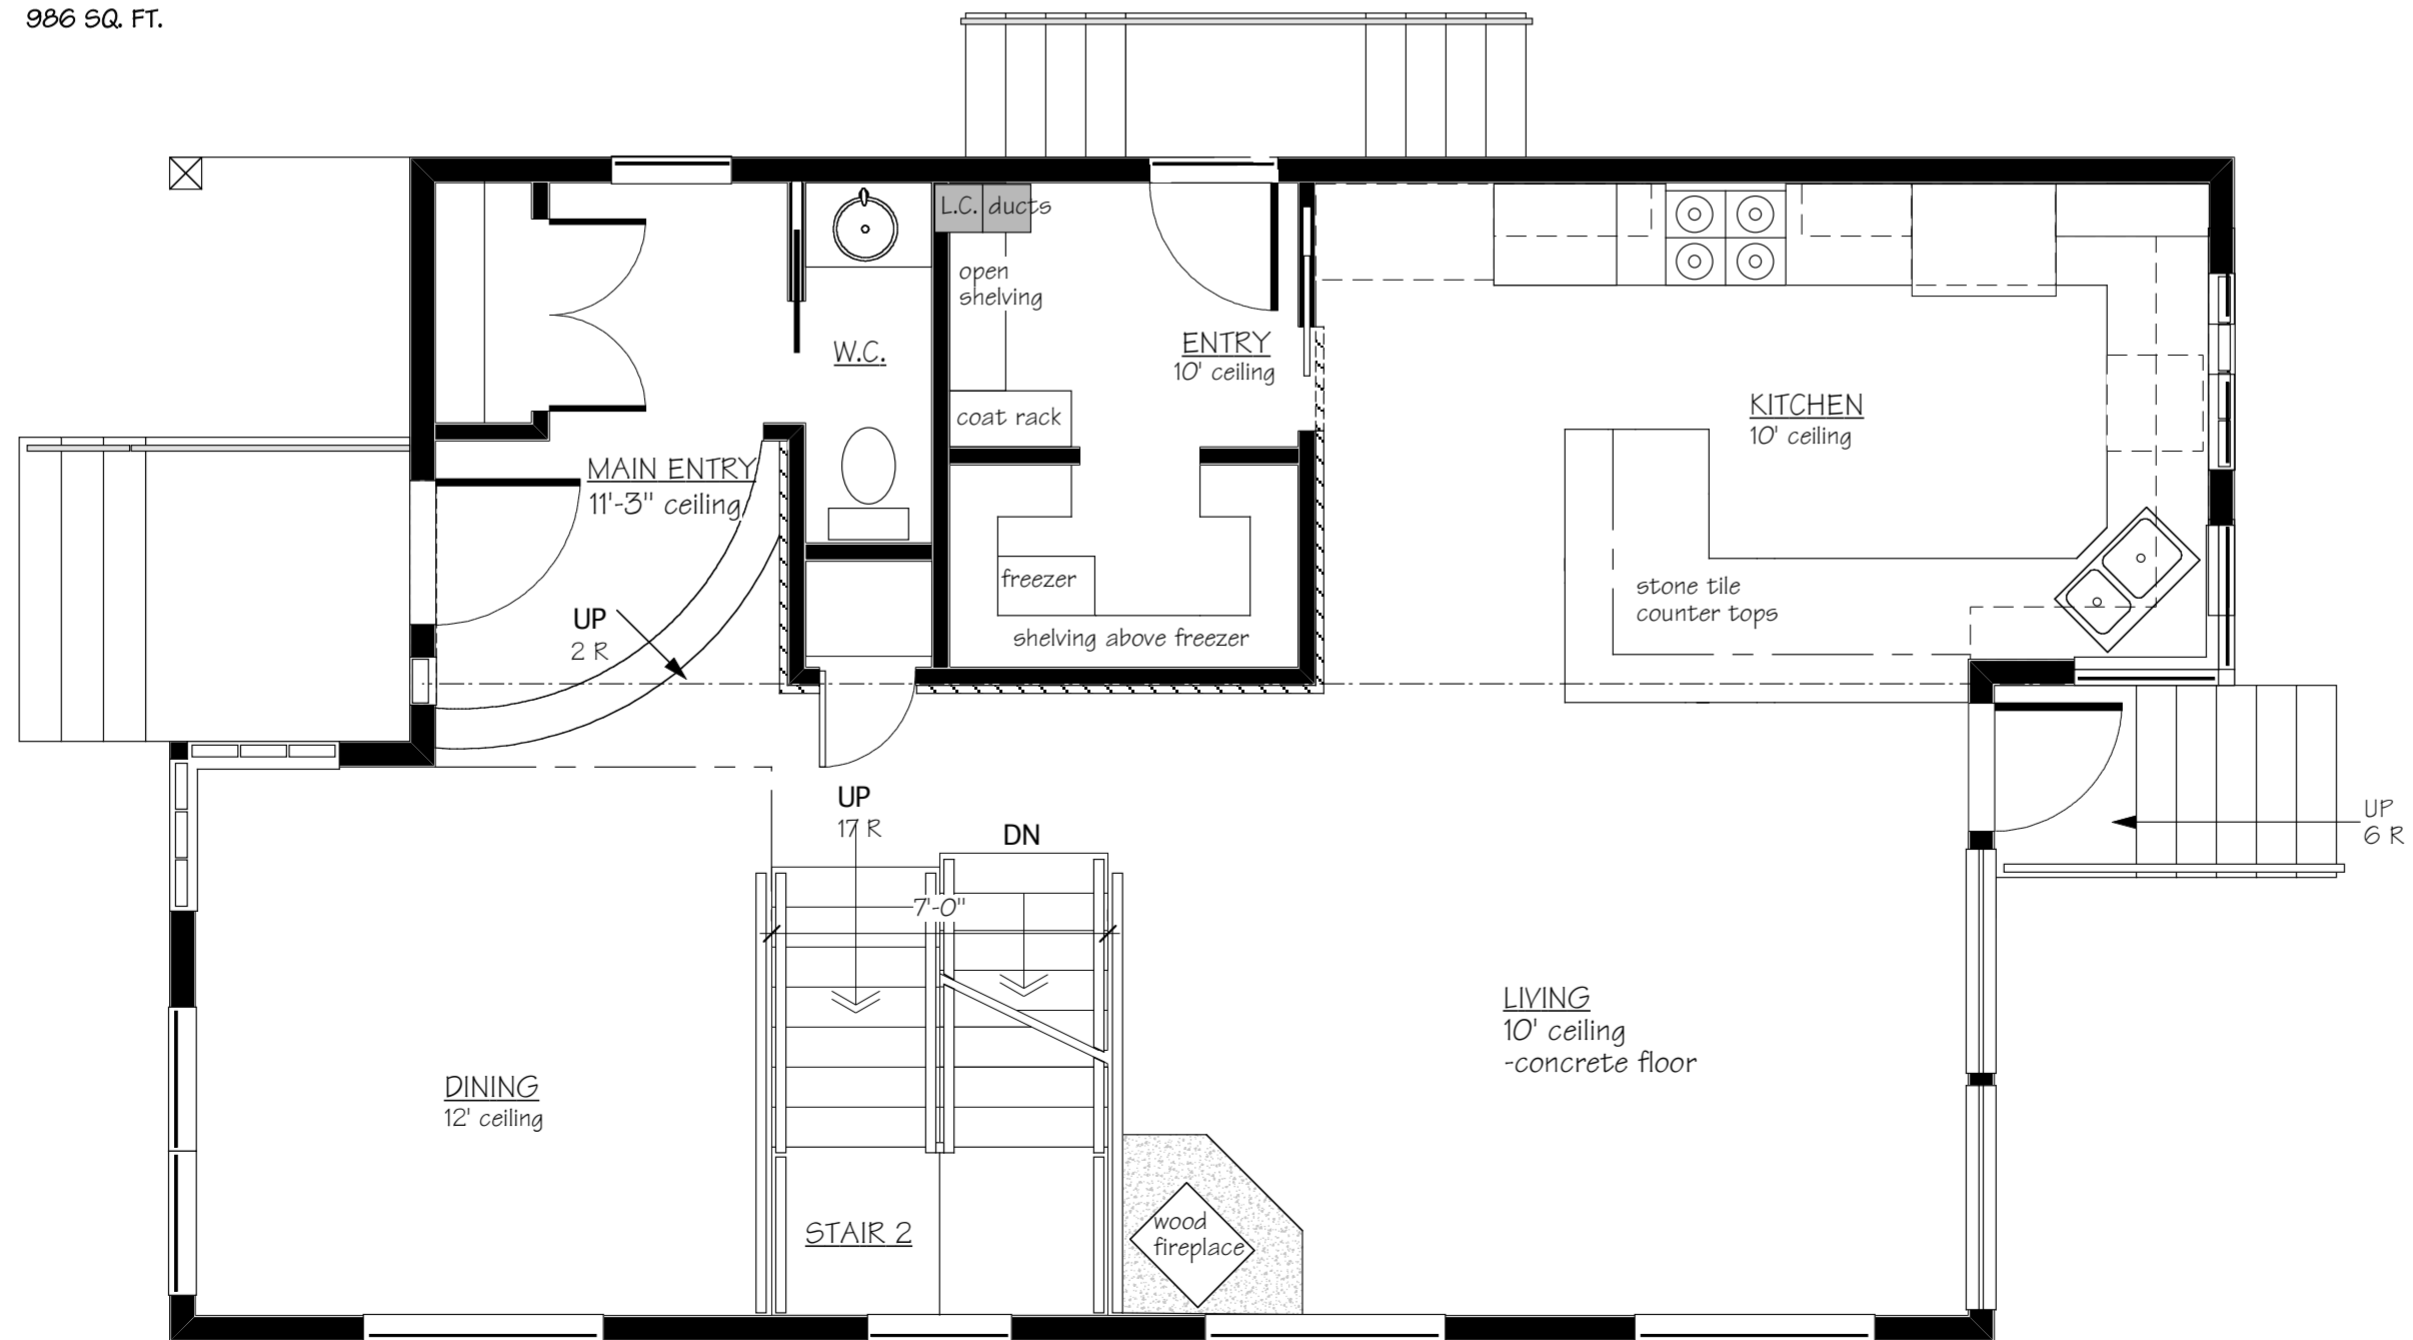 986 SQ. FT.
L.C. ducts
open
shelving
W.C.
ENTRY
10' ceiling
coat rack
KITCHEN
10' ceiling
MAIN ENTRY
11'-3" ceiling
freezer
stone tile
counter tops
UP
2 R
shelving above freezer
UP
17 R
DN
UP
6 R
7'-0"
LIVING
10' ceiling
-concrete floor
DINING
12' ceiling
STAIR 2
wood
fireplace